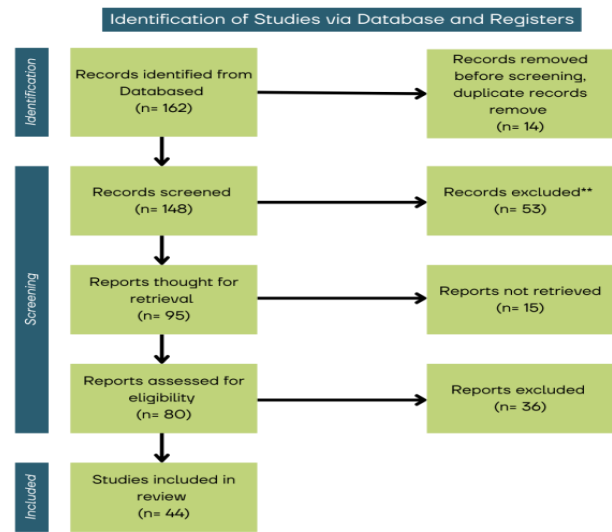 Identification of Studies via Database and Registers
Identification
Records identified from
Databased
(n= 162)
Records removed
before screening,
duplicate records
remove
(n= 14)
Screening
Records screened
(n= 148)
Records excluded**
(n= 53)
Reports thought for
retrieval
(n= 95)
Reports not retrieved
(n= 15)
Reports assessed for
eligibility
(n= 80)
Reports excluded
(n= 36)
Included
Studies included in
review
(n= 44)